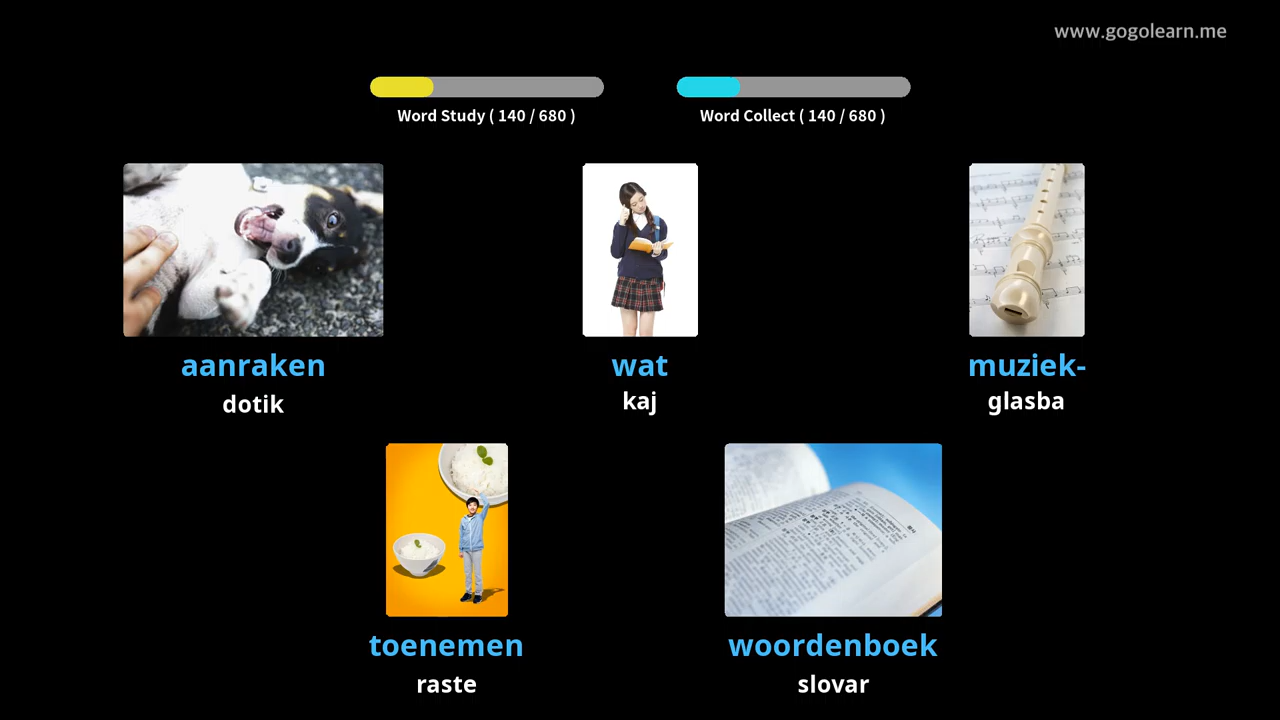 www.gogolearn.me
Word Study ( 140 / 680 )
Word Collect ( 140 / 680 )
aanraken
dotik
wat
kaj
muziek-
glasba
toenemen
raste
woordenboek
slovar